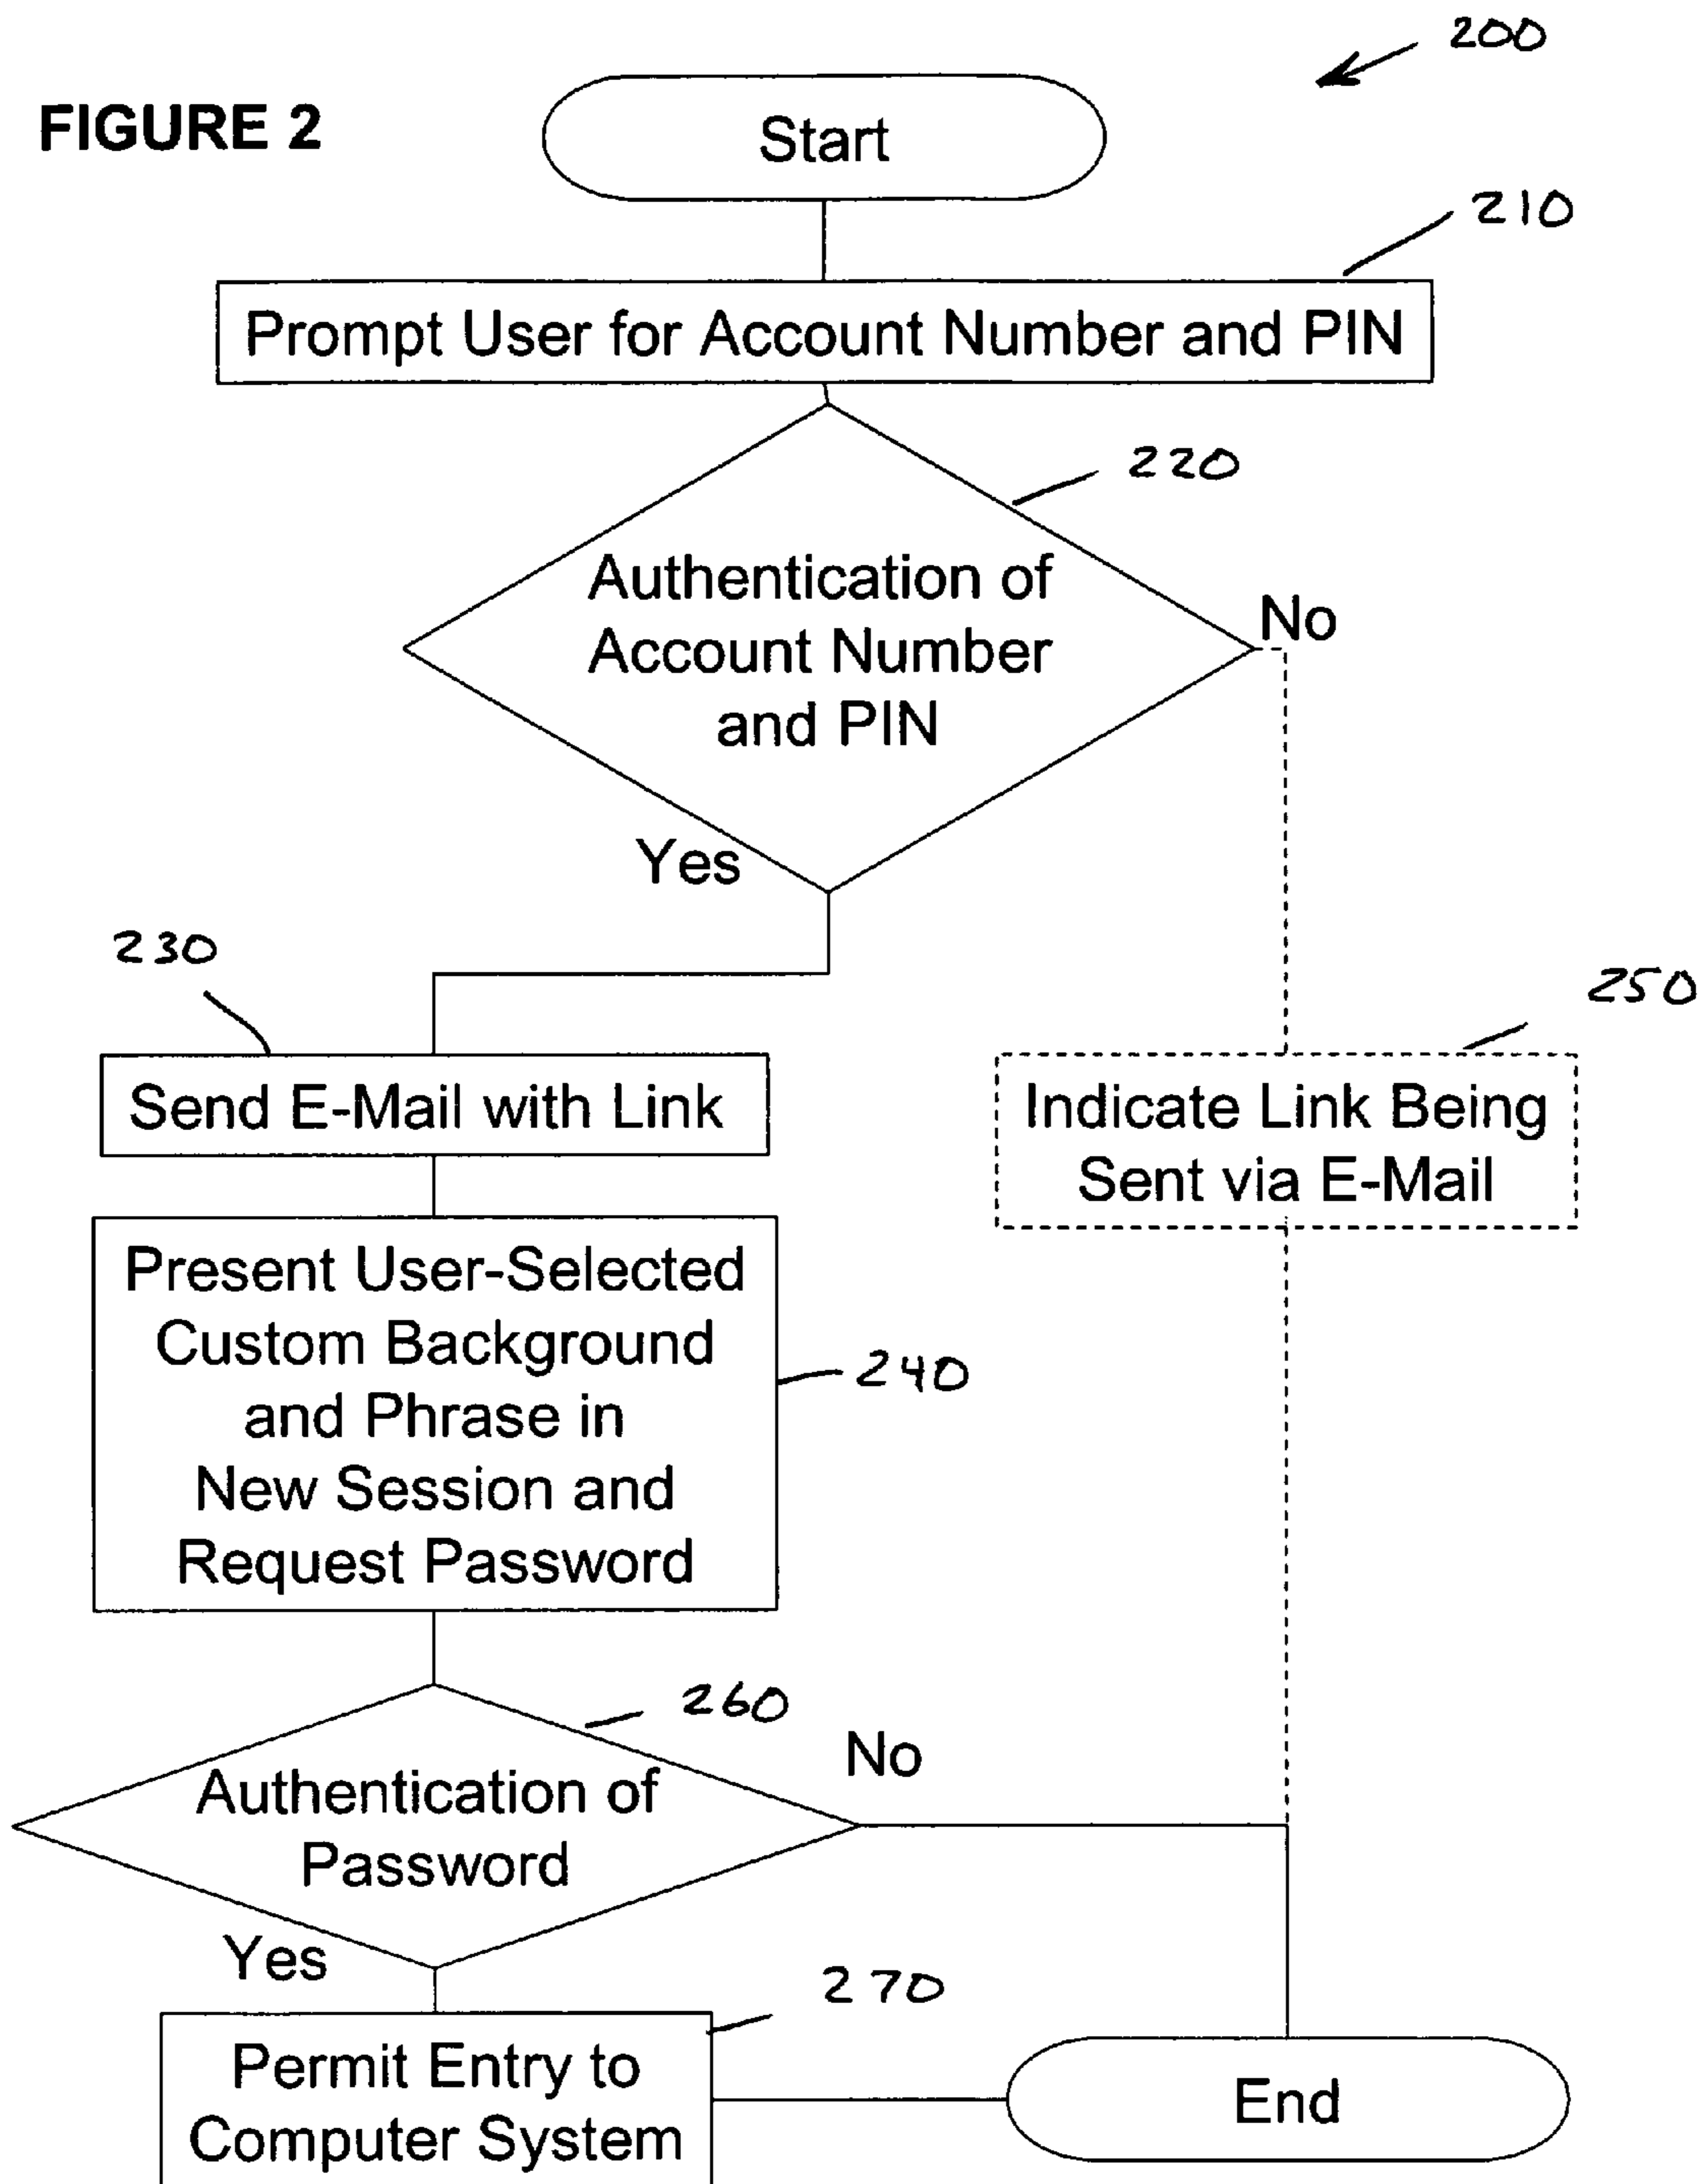 200
FIGURE 2
Start
210
Prompt User for Account Number and PIN
220
Authentication of
Account Number
and PIN
No
Yes
230
250
Send E-Mail with Link
Indicate Link Being
Sent via E-Mail
Present User-Selected
Custom Background
and Phrase in
New Session and
Request Password
240
260
No
Authentication of
Password
Yes
270
Permit Entry to
Computer System
End